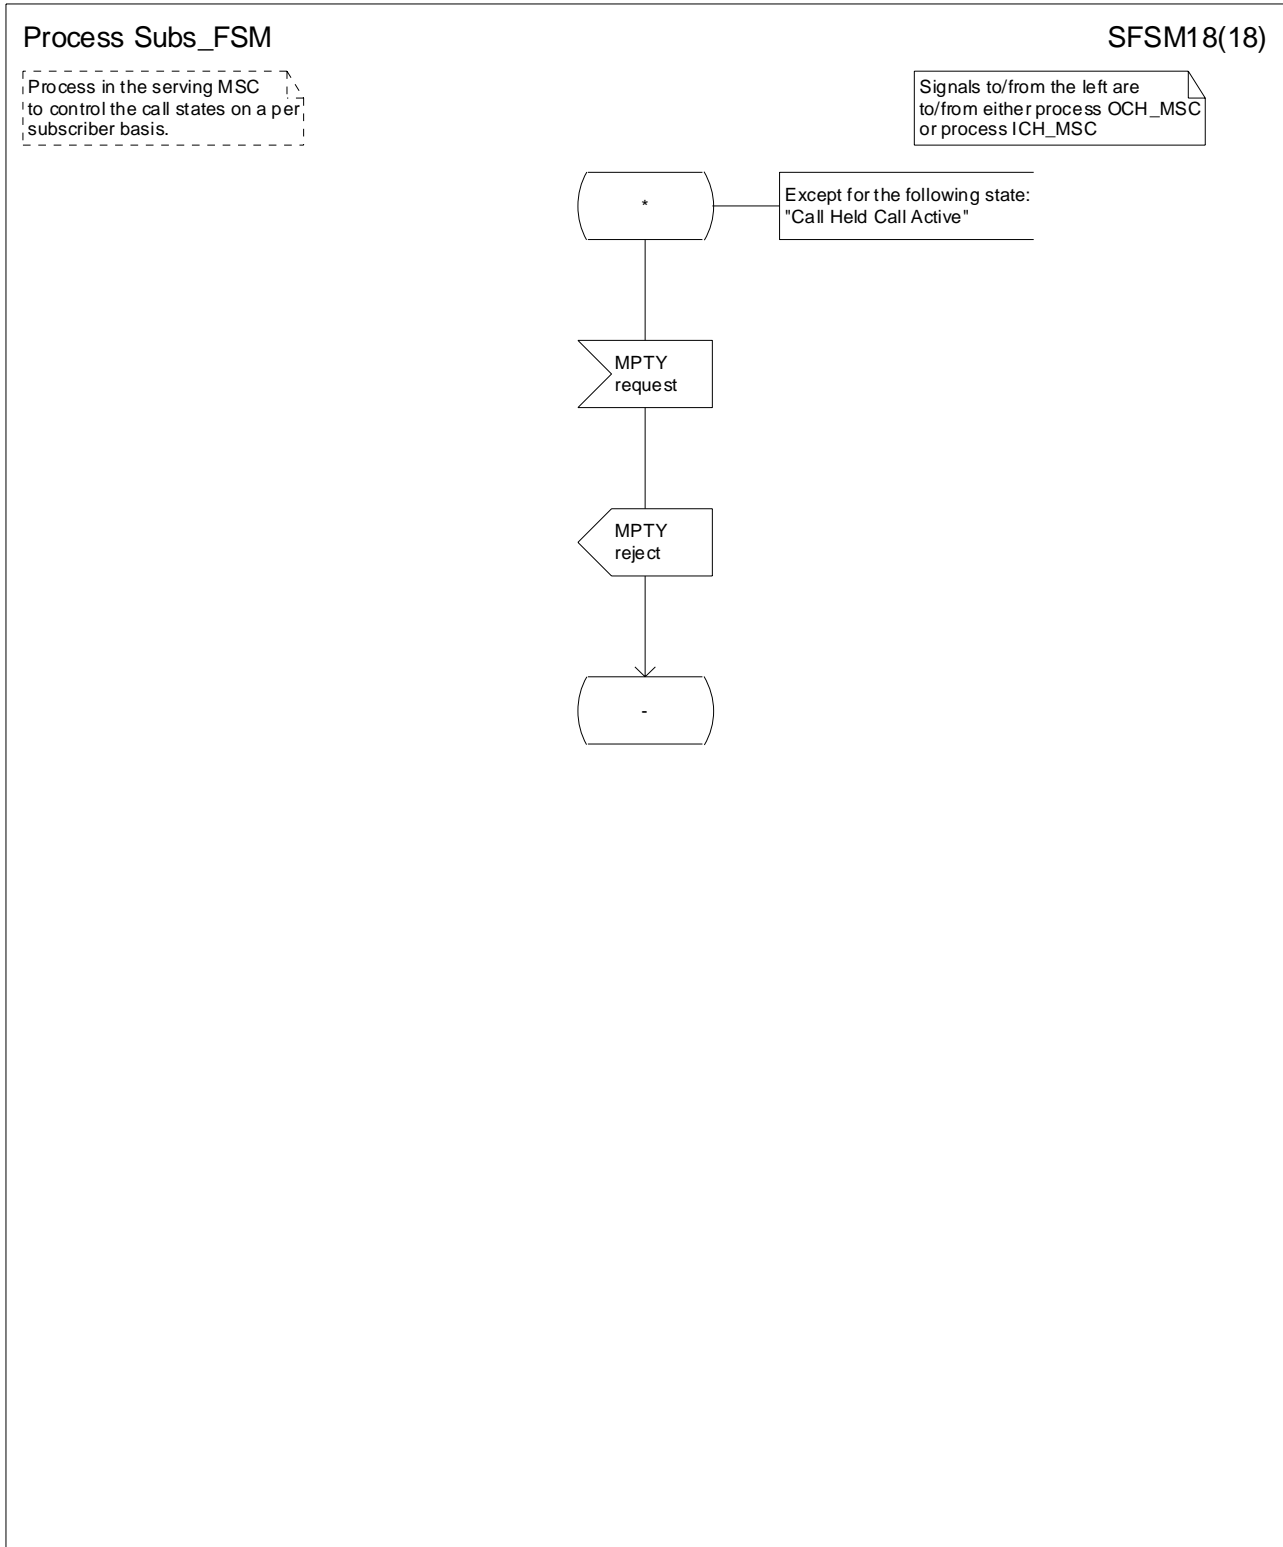 Process Subs_FSM
SFSM18(18)
Process in the serving MSC
to control the call states on a per
subscriber basis.
Signals to/from the left are
to/from either process OCH_MSC
or process ICH_MSC
*
Except for the following state:
"Call Held Call Active"
MPTY
request
MPTY
reject
-